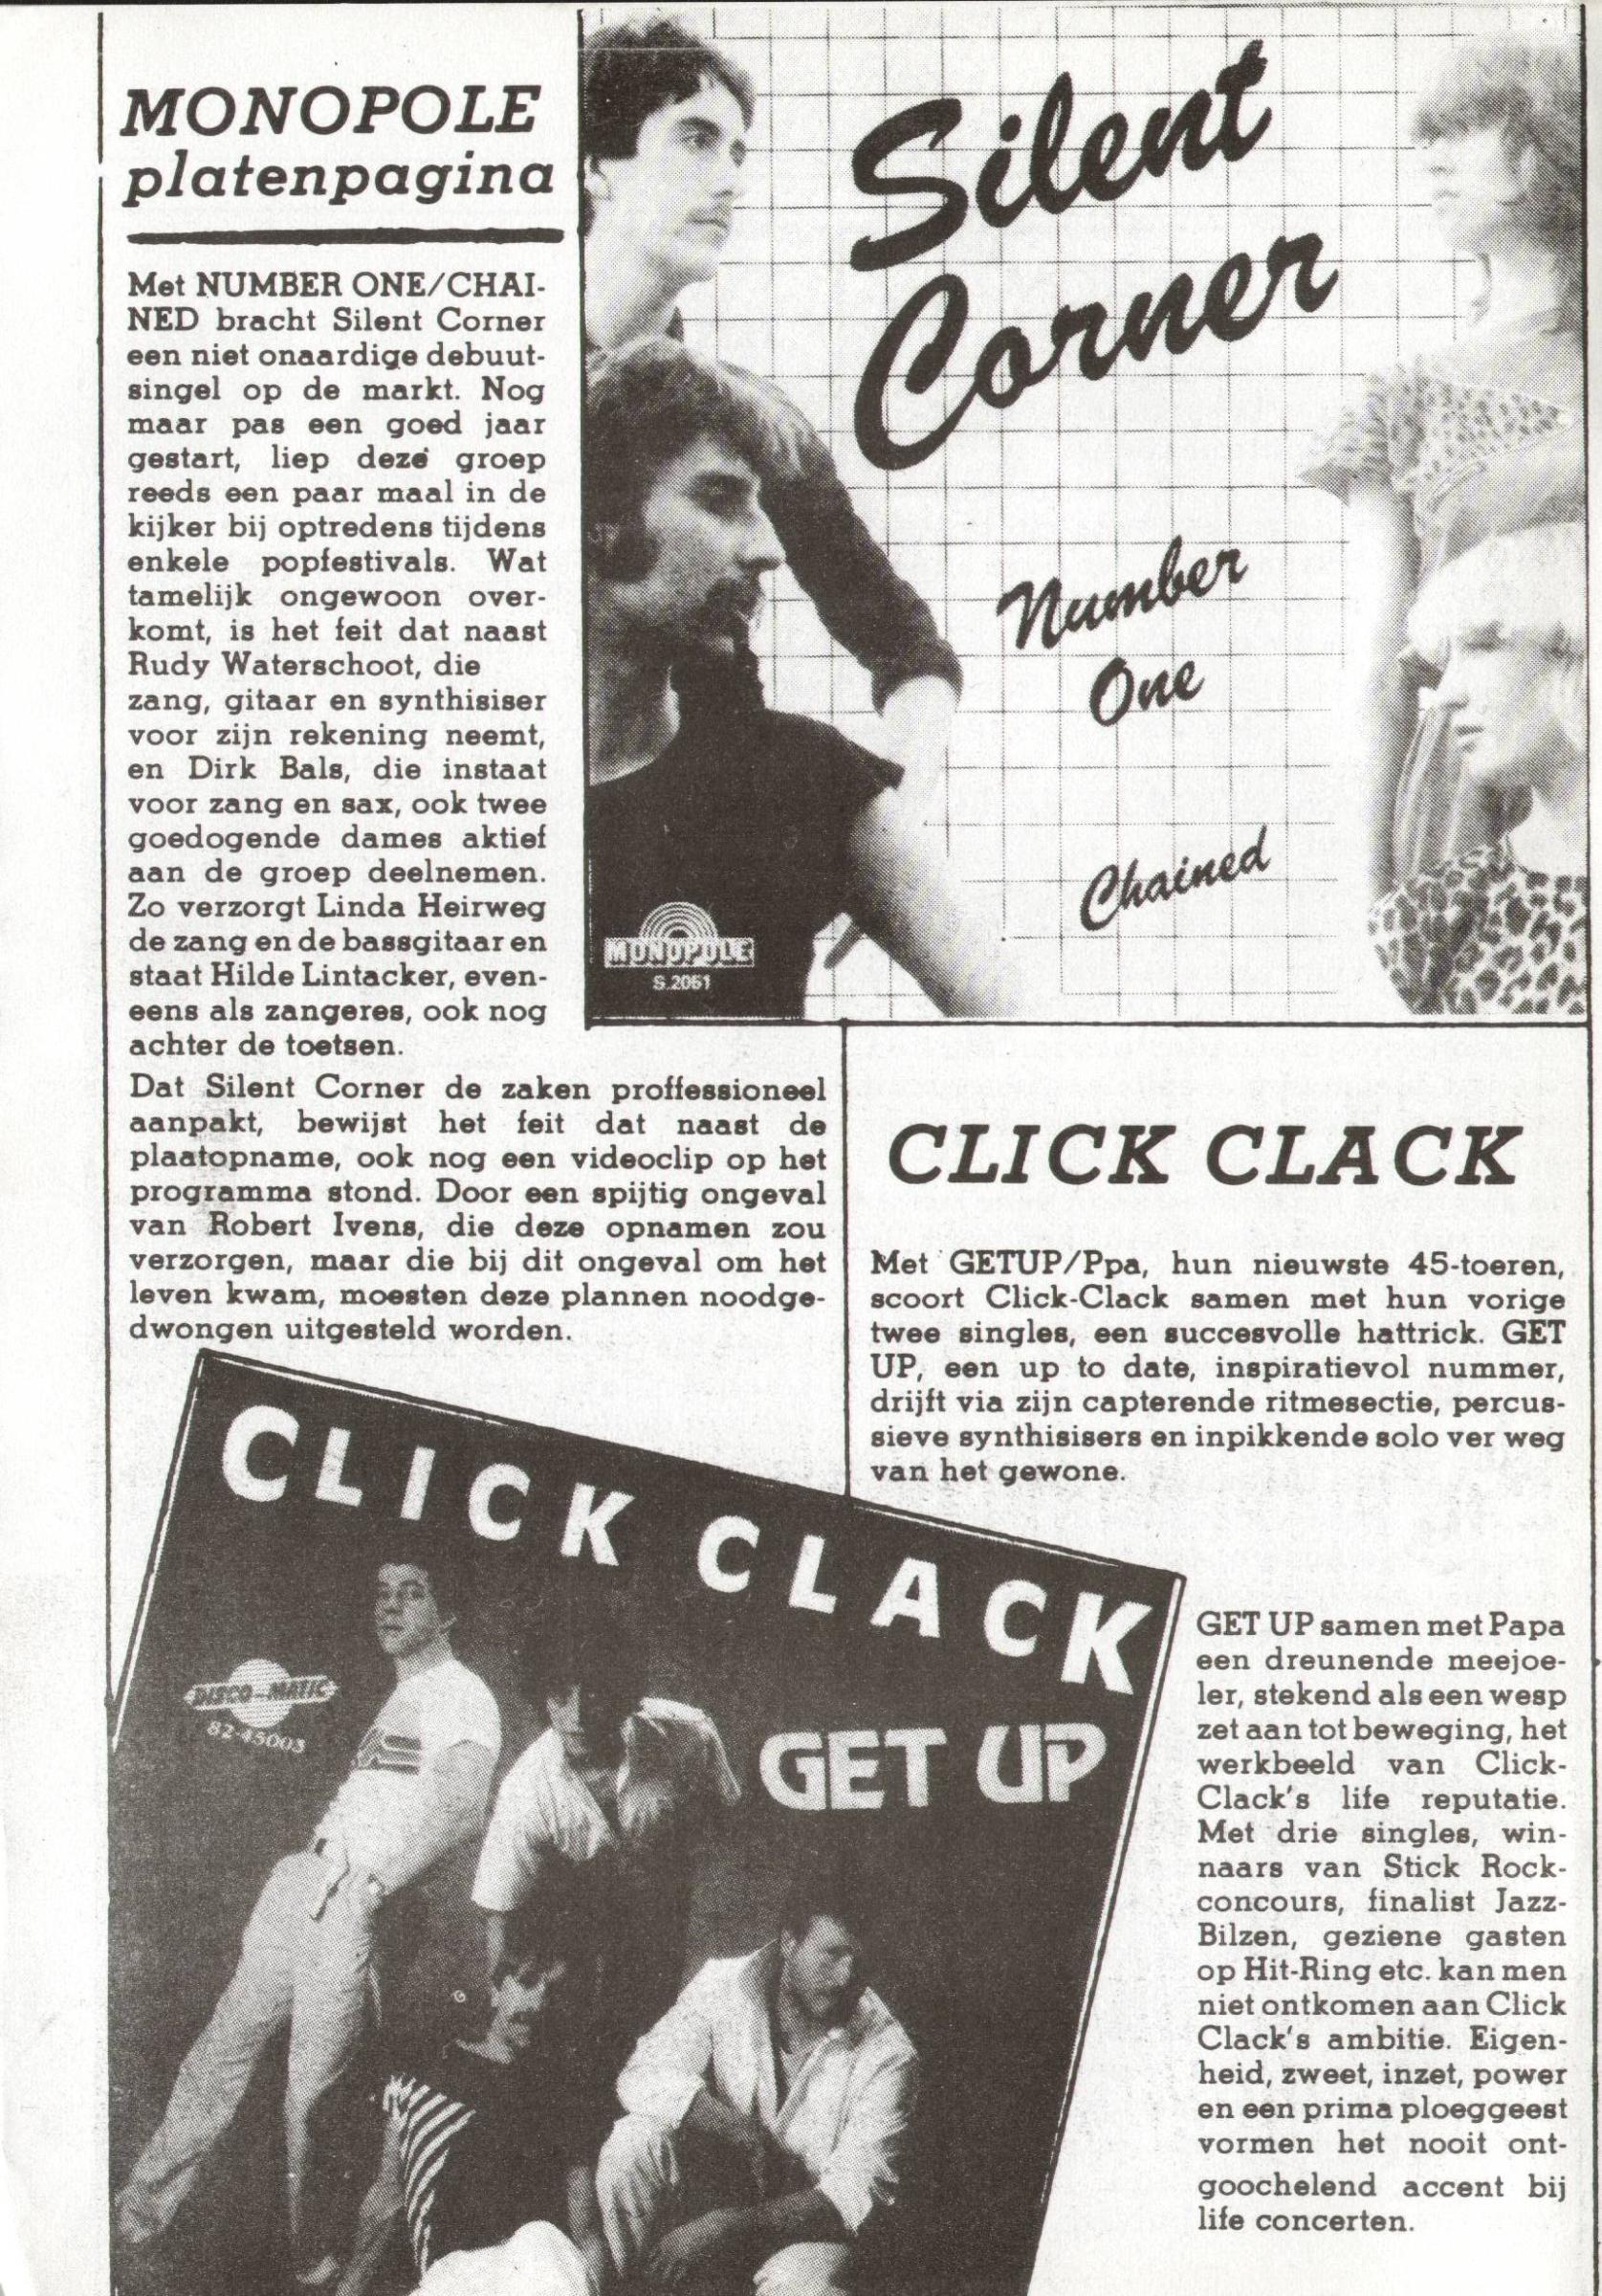 MONOPOLE
platenpagina
Met NUMBER ONE/CHAI-
NED bracht Silent Corner
een niet onaardige debuut-
singel op de markt. Nog
maar pas een goed jaar
gestart, liep deze groep
reeds een paar maal in de
kijker bij optredens tijdens
enkele popfestivals. Wat
tamelijk ongewoon over-
komt, is het feit dat naast
Rudy Waterschoot, die
zang, gitaar en synthisiser
voor zijn rekening neemt,
en Dirk Bals, die instaat
voor zang en sax, ook twee
goedogende dames aktief
aan de groep deelnemen.
Zo verzorgt Linda Heirweg
de zang en de bassgitaar en
staat Hilde Lintacker, even-
eens als zangeres, ook nog
achter de toetsen.
Dat Silent Corner de zaken proffessioneel
aanpakt, bewijst het feit dat naast de
plaatopname, ook nog een videoclip op het
programma stond. Door een spijtig ongeval
van Robert Ivens, die deze opnamen zou
verzorgen, maar die bij dit ongeval om het
leven kwam, moesten deze plannen noodge-
dwongen uitgesteld worden.
Silent
Corner
Number
One
Chained
MONOPOLE
S.2061
CLICK CLACK
Met GETUP/Ppa, hun nieuwste 45-toeren,
scoort Click-Clack samen met hun vorige
twee singles, een succesvolle hattrick. GET
UP, een up to date, inspiratievol nummer,
drijft via zijn capterende ritmesectie, percus-
sieve synthisisers en inpikkende solo ver weg
van het gewone.
CLICK CLACK
DISCO-MATIC
82-45003
GET UP
GET UP samen met Papa
een dreunende meejoe-
ler, stekend als een wesp
zet aan tot beweging, het
werkbeeld van Click-
Clack's life reputatie.
Met drie singles, win-
naars van Stick Rock-
concours, finalist Jazz-
Bilzen, geziene gasten
op Hit-Ring etc. kan men
niet ontkomen aan Click
Clack's ambitie. Eigen-
heid, zweet, inzet, power
en een prima ploeggeest
vormen het nooit ont-
goochelend accent bij
life concerten.